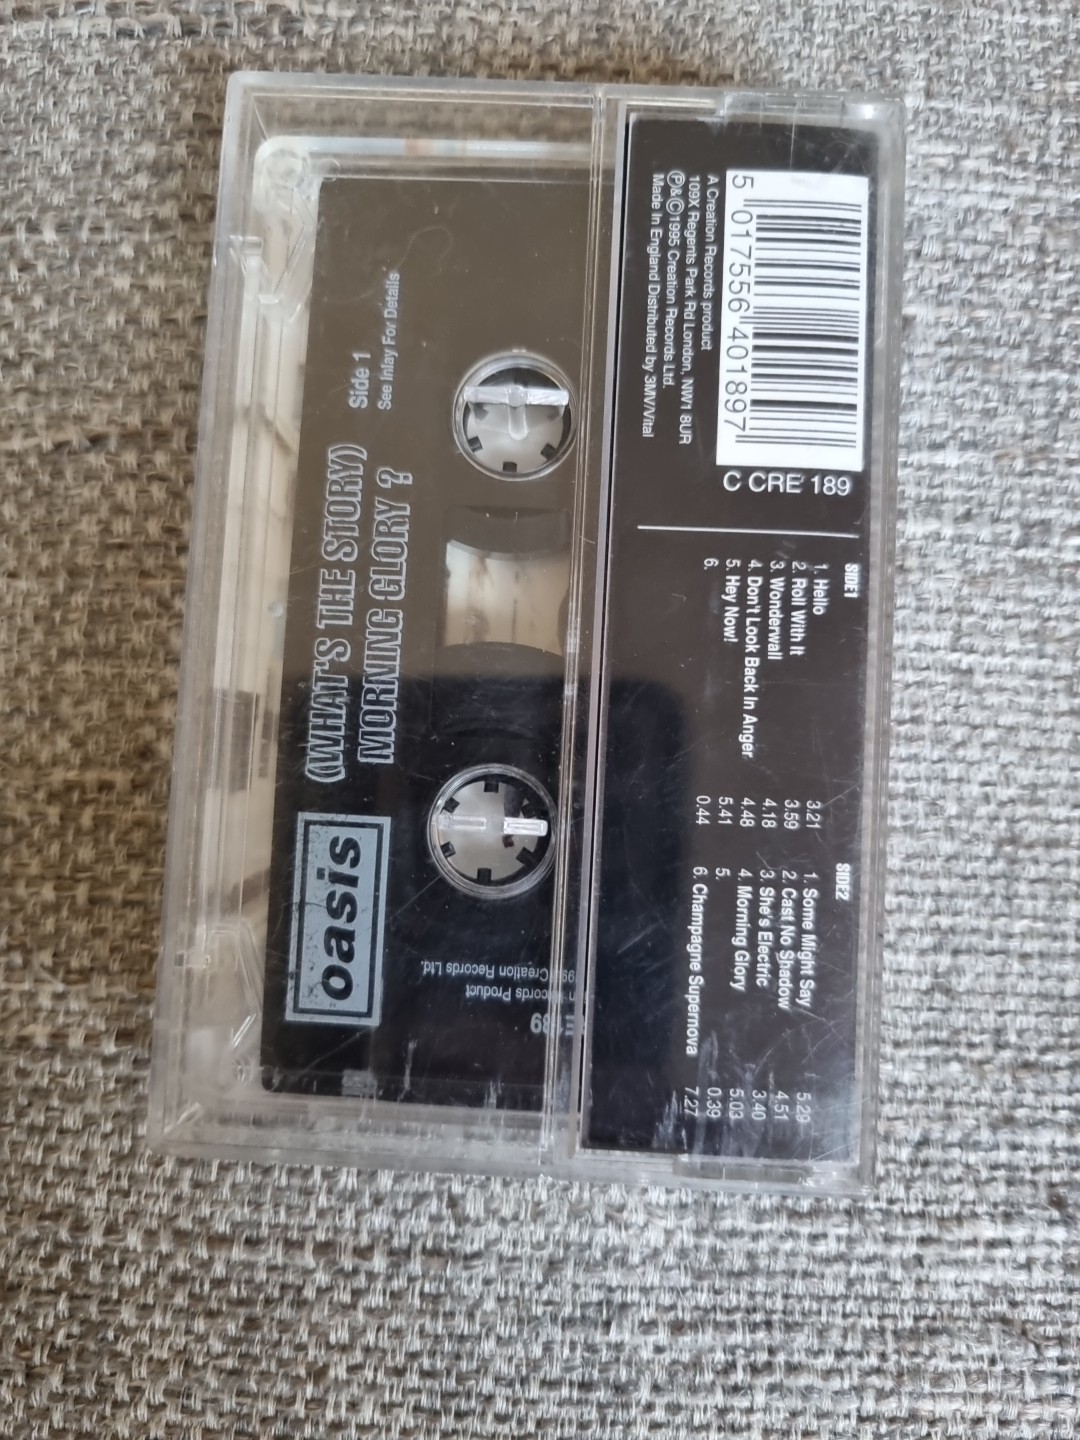 5 017556 401897
C CRE 189
A Creation Records product
109X Regents Park Rd London, NW1 8UR
Ⓟ&©1995 Creation Records Ltd.
Made In England Distributed by 3MV/Vital
SIDE1
1. Hello 3.21
2. Roll With It 3.59
3. Wonderwall 4.18
4. Don't Look Back In Anger 4.48
5. Hey Now! 5.41
6. 0.44
SIDE2
1. Some Might Say 5.29
2. Cast No Shadow 4.51
3. She's Electric 3.40
4. Morning Glory 5.03
5. 0.39
6. Champagne Supernova 7.27
Side 1
See Inlay For Details
(WHAT'S THE STORY)
MORNING GLORY ?
oasis
Creation Records Ltd.
Records Product
189